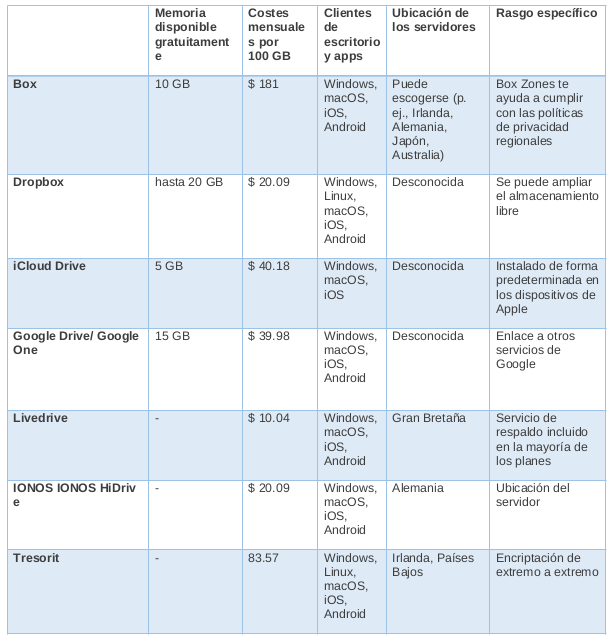 Memoria
disponible
gratuitament
e
Costes
mensuale
s por
100 GB
Clientes
de
escritorio
y apps
Ubicación de
los servidores
Rasgo específico
Box
10 GB
$ 181
Windows,
macOS,
iOS,
Android
Puede
escogerse (p.
ej., Irlanda,
Alemania,
Japón,
Australia)
Box Zones te
ayuda a cumplir
con las políticas
de privacidad
regionales
Dropbox
hasta 20 GB
$ 20.09
Windows,
Linux,
macOS,
iOS,
Android
Desconocida
Se puede ampliar
el almacenamiento
libre
iCloud Drive
5 GB
$ 40.18
Windows,
macOS,
iOS
Desconocida
Instalado de forma
predeterminada en
los dispositivos de
Apple
Google Drive/ Google
One
15 GB
$ 39.98
Windows,
macOS,
iOS,
Android
Desconocida
Enlace a otros
servicios de
Google
Livedrive
-
$ 10.04
Windows,
macOS,
iOS,
Android
Gran Bretaña
Servicio de
respaldo incluido
en la mayoría de
los planes
IONOS IONOS HiDriv
e
-
$ 20.09
Windows,
macOS,
iOS,
Android
Alemania
Ubicación del
servidor
Tresorit
-
83.57
Windows,
Linux,
macOS,
iOS,
Android
Irlanda, Países
Bajos
Encriptación de
extremo a extremo